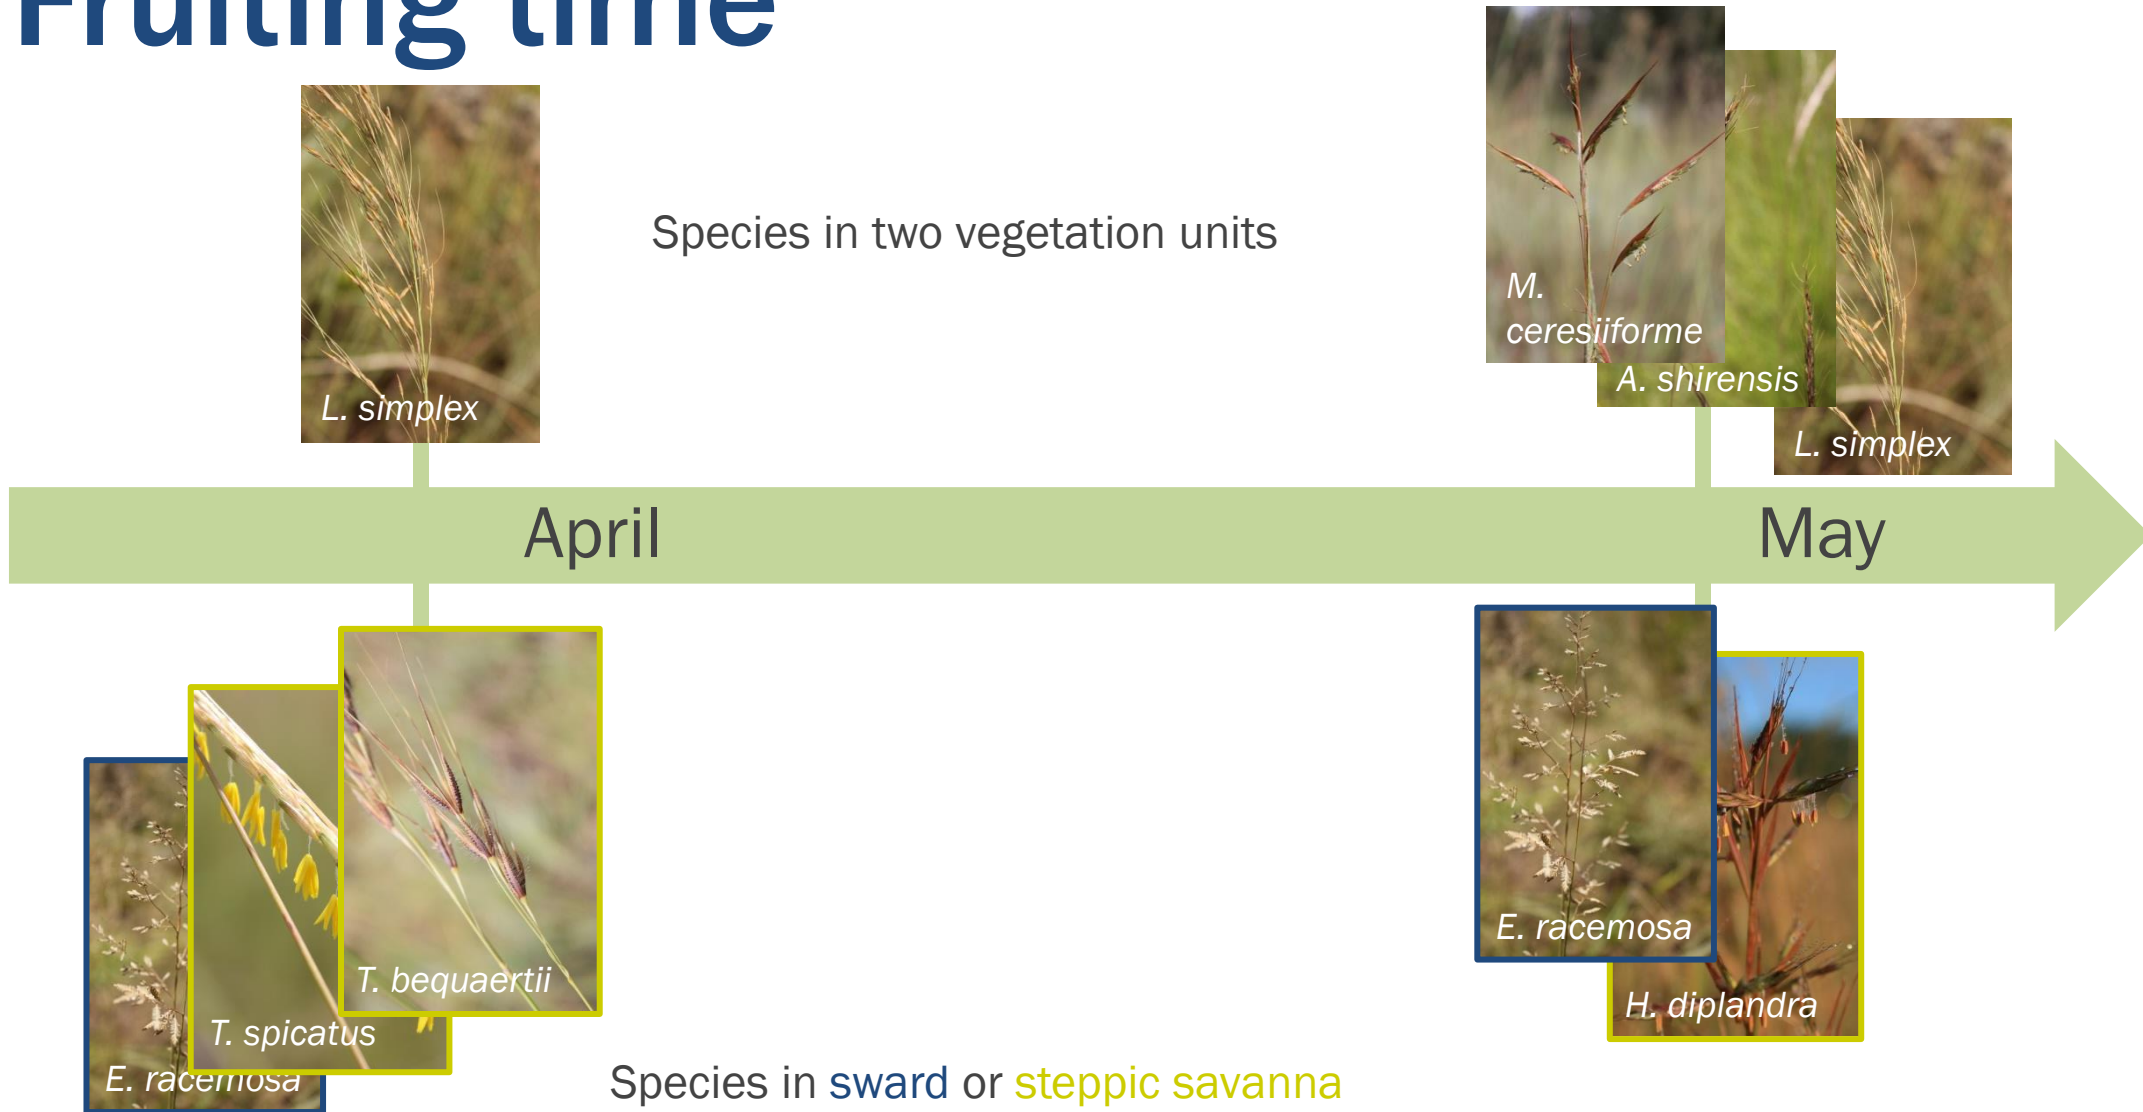 Fruiting time
L. simplex
Species in two vegetation units
M.
ceresiiforme
A. shirensis
L. simplex
April
May
T. bequaertii
T. spicatus
E. racemosa
E. racemosa
H. diplandra
Species in sward or steppic savanna